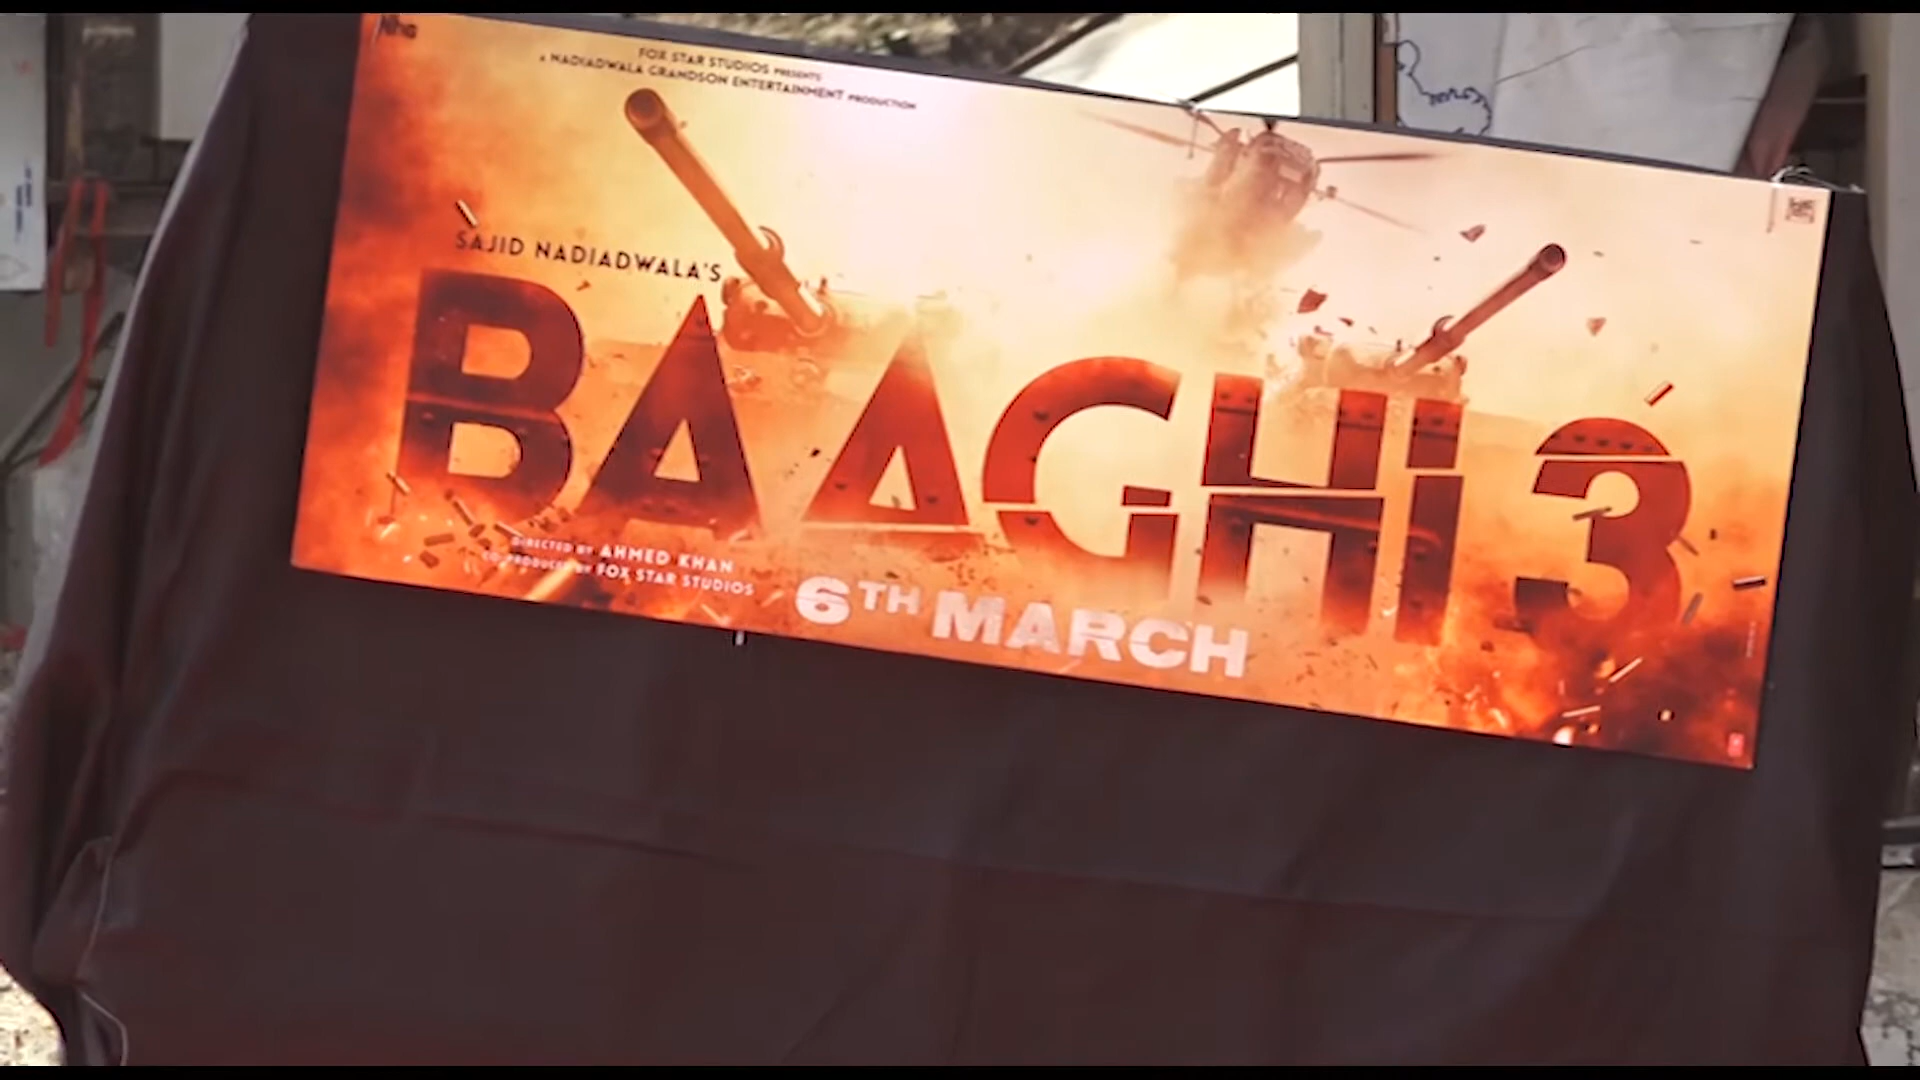 FOX STAR STUDIOS PRESENTS
A NADIADWALA GRANDSON ENTERTAINMENT PRODUCTION
SAJID NADIADWALA'S
BAAGHI 3
DIRECTED BY AHMED KHAN
CO-PRODUCED BY FOX STAR STUDIOS
6TH MARCH